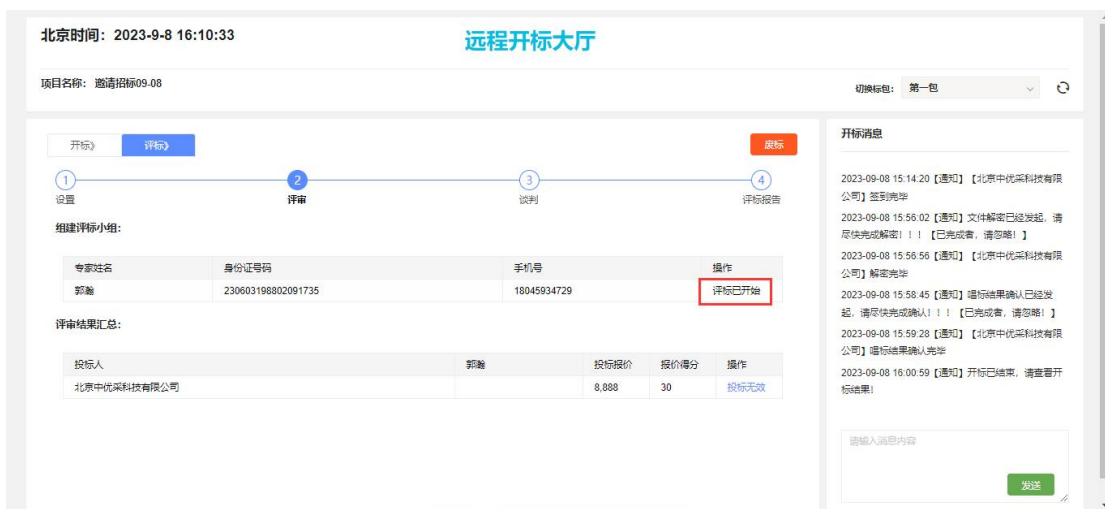 北京时间：2023-9-8 16:10:33
远程开标大厅
项目名称： 邀请招标09-08
切换标包： 第一包
开标》 评标》
废标
1 2 3 4
设置 评审 谈判 评标报告
组建评标小组：
专家姓名 身份证号码 手机号 操作
郭瀚 230603198802091735 18045934729 评标已开始
评审结果汇总：
投标人 郭瀚 投标报价 报价得分 操作
北京中优采科技有限公司 8,888 30 投标无效
开标消息
2023-09-08 15:14:20【通知】【北京中优采科技有限
公司】签到完毕
2023-09-08 15:56:02【通知】文件解密已经发起，请
尽快完成解密！！！【已完成者，请忽略！】
2023-09-08 15:56:56【通知】【北京中优采科技有限
公司】解密完毕
2023-09-08 15:58:45【通知】唱标结果确认已经发
起，请尽快完成确认！！！【已完成者，请忽略！】
2023-09-08 15:59:28【通知】【北京中优采科技有限
公司】唱标结果确认完毕
2023-09-08 16:00:59【通知】开标已结束，请查看开
标结果!
请输入消息内容
发送